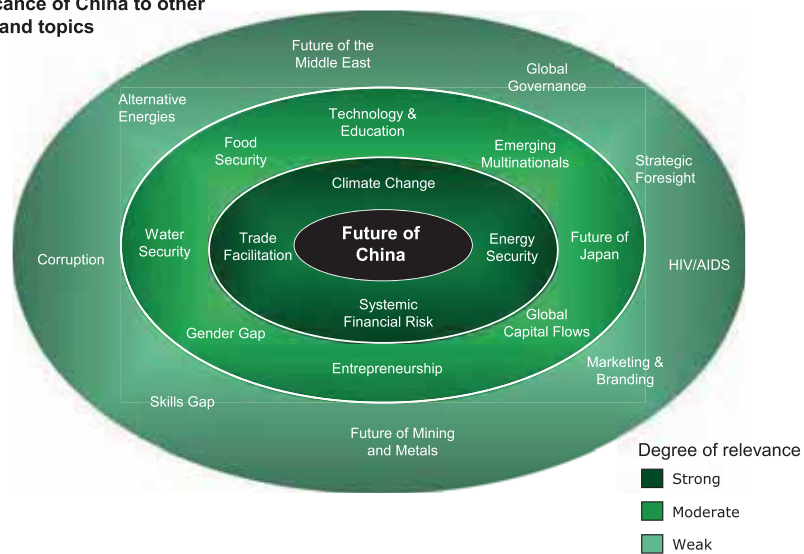 cance of China to other
and topics
Future of the
Middle East
Global
Governance
Alternative
Energies
Technology &
Education
Food
Security
Emerging
Multinationals
Strategic
Foresight
Climate Change
Water
Security
Trade
Facilitation
Future of
China
Energy
Security
Future of
Japan
Corruption
HIV/AIDS
Systemic
Financial Risk
Global
Capital Flows
Gender Gap
Entrepreneurship
Marketing &
Branding
Skills Gap
Future of Mining
and Metals
Degree of relevance
Strong
Moderate
Weak